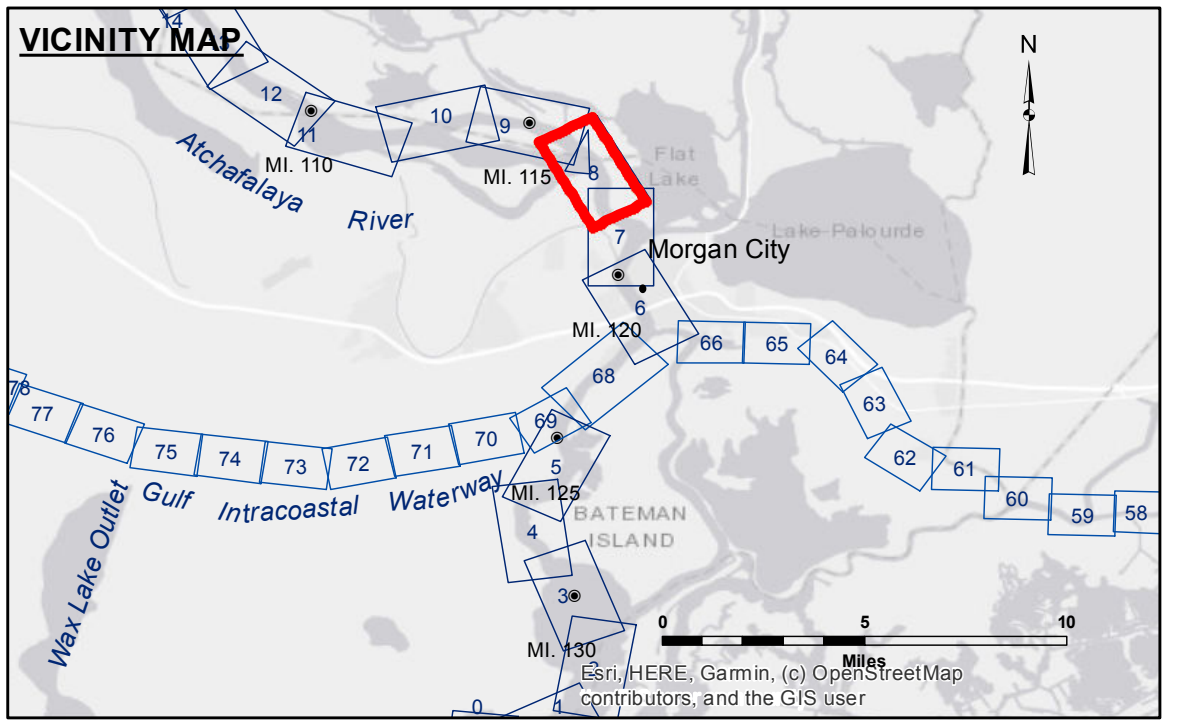 14
VICINITY MAP
13
N
12
10
9
11
Atchafalaya
MI. 110
MI. 115
8
Flat
Lake
River
7
Lake Palourde
Morgan City
6
MI. 120
66
65
64
68
63
78
77
76
69
75
74
73
72
71
70
62
61
5
60
59
58
Gulf Intracoastal Waterway
MI. 125
Wax Lake Outlet
4
BATEMAN
ISLAND
3
0 5 10
MI. 130
Miles
2
Esri, HERE, Garmin, (c) OpenStreetMap
contributors, and the GIS user
0
1